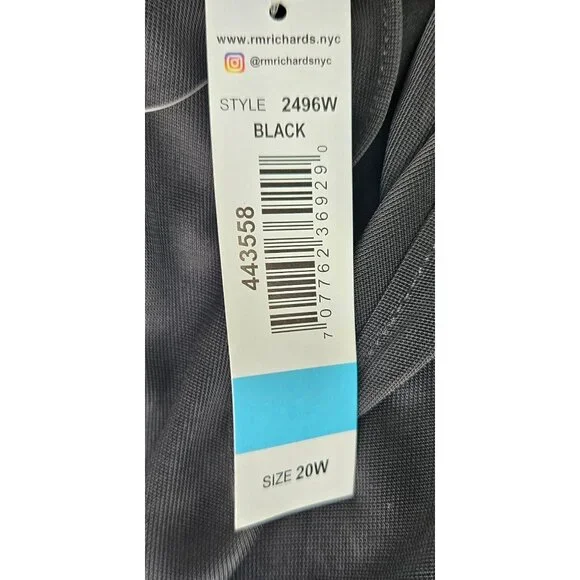 www.rmrichards.nyc
@rmrichardsnyc
STYLE 2496W
BLACK
443558
7 07762 36929 0
SIZE 20W